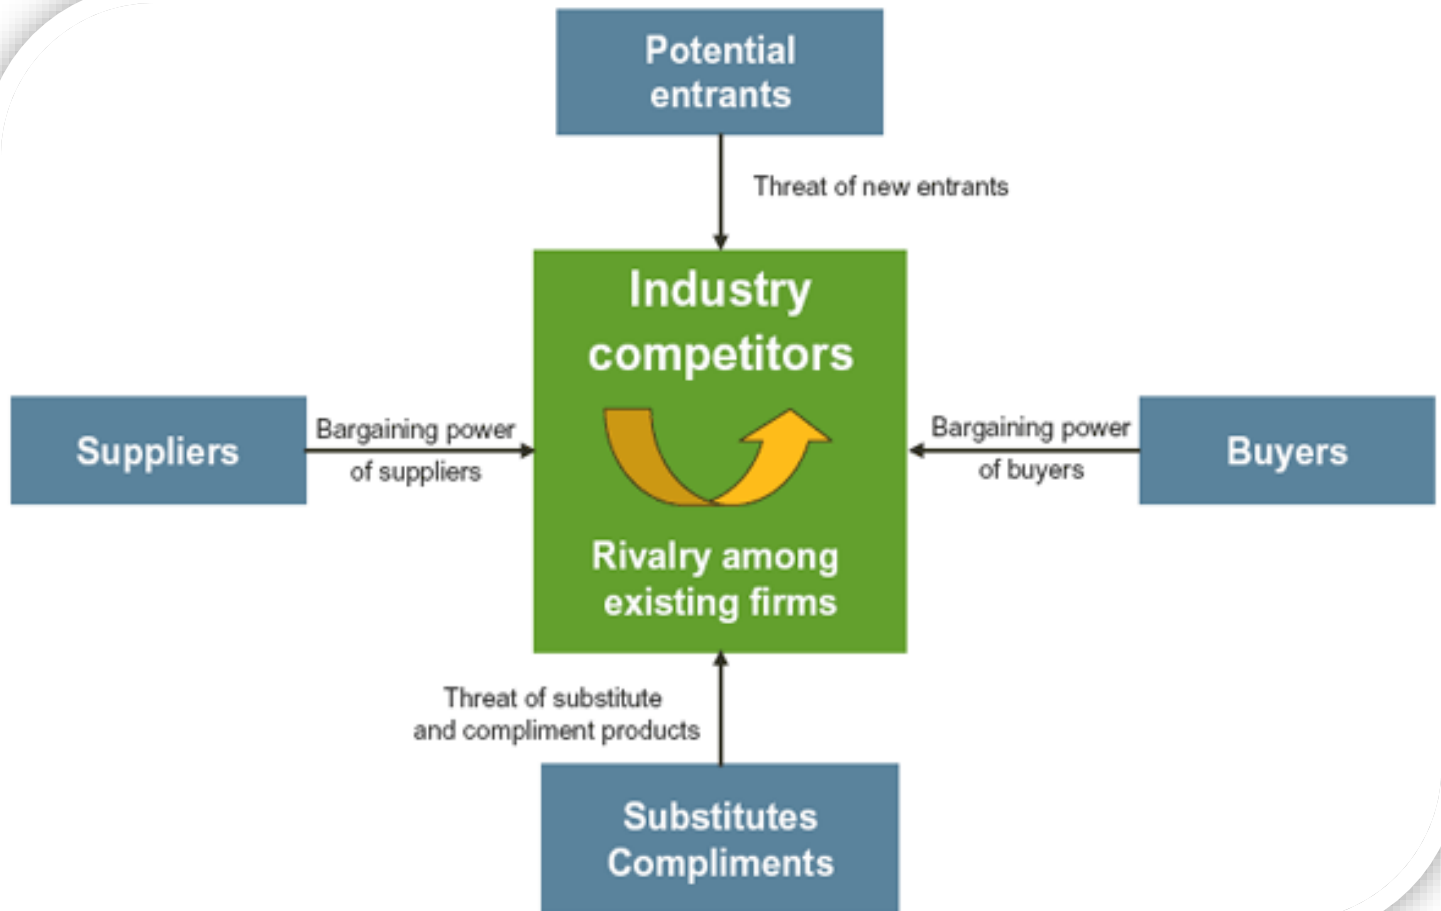 Potential
entrants
Threat of new entrants
Industry
competitors
Suppliers
Bargaining power
of suppliers
Bargaining power
of buyers
Buyers
Rivalry among
existing firms
Threat of substitute
and compliment products
Substitutes
Compliments